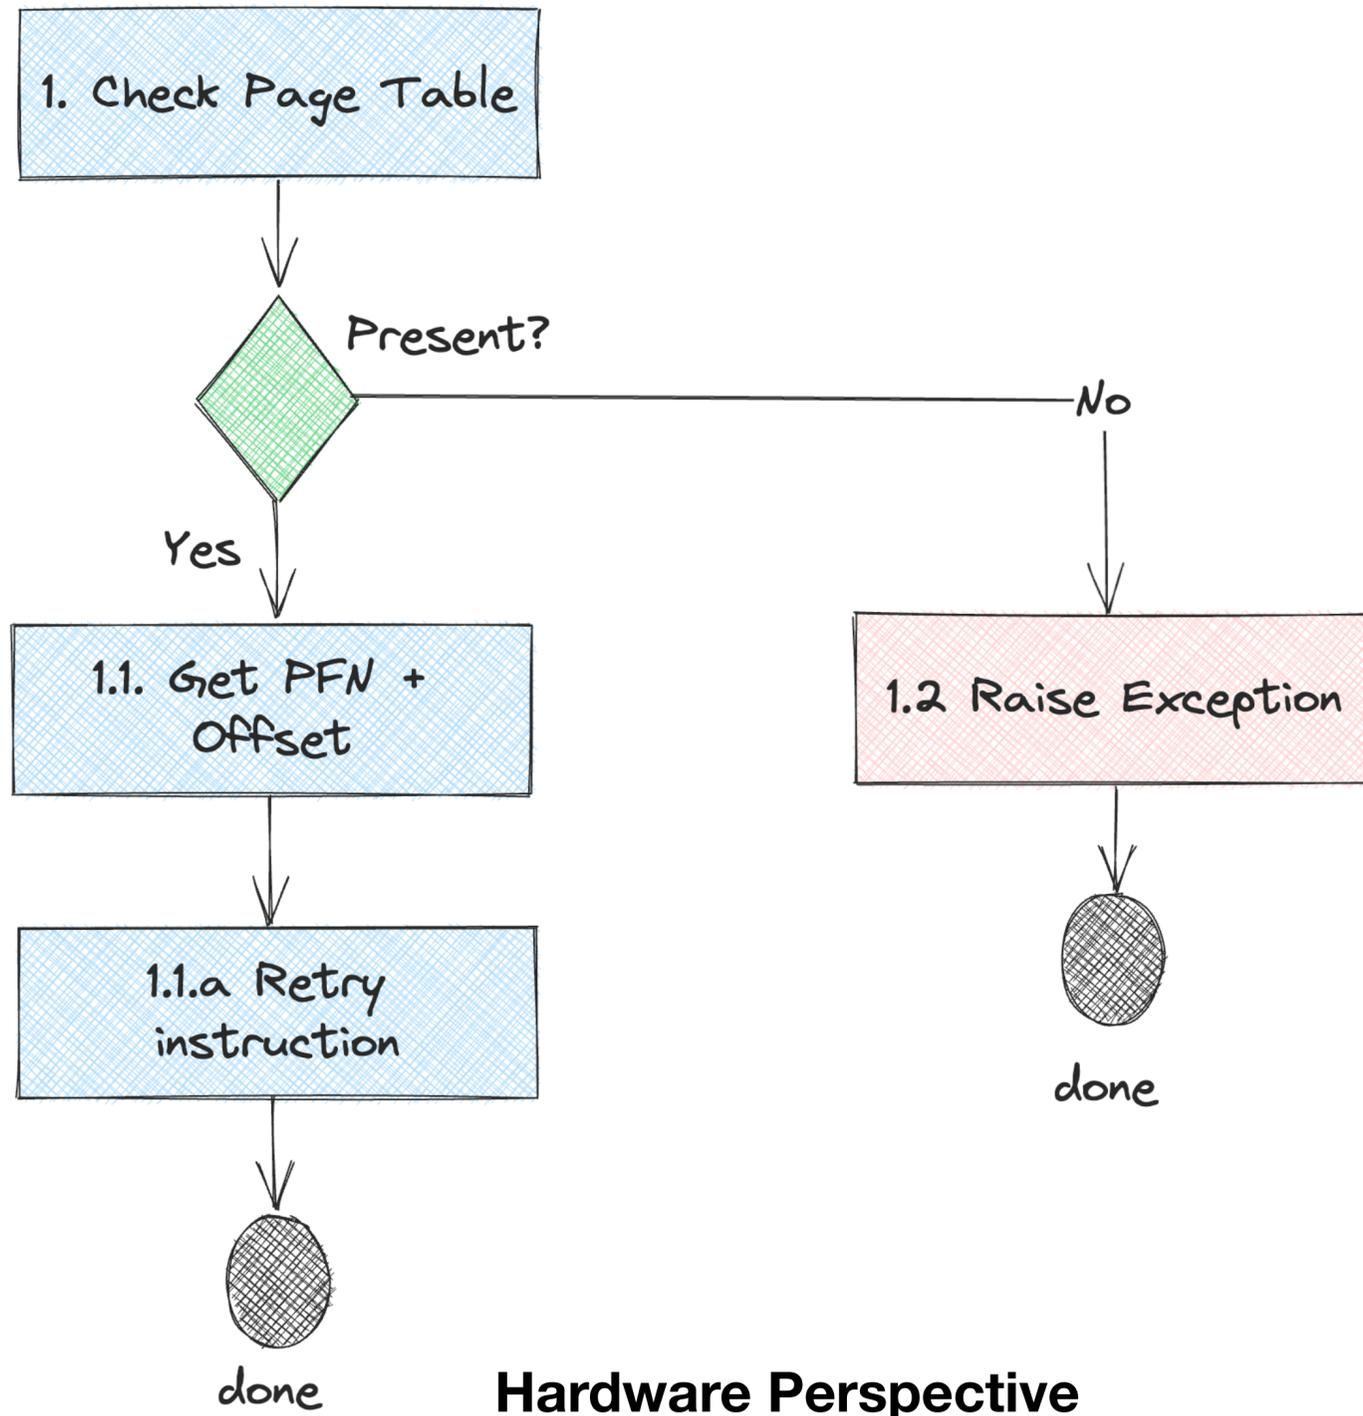 1. Check Page Table
Present?
No
Yes
1.1. Get PFN +
Offset
1.2 Raise Exception
1.1.a Retry
instruction
done
done
Hardware Perspective